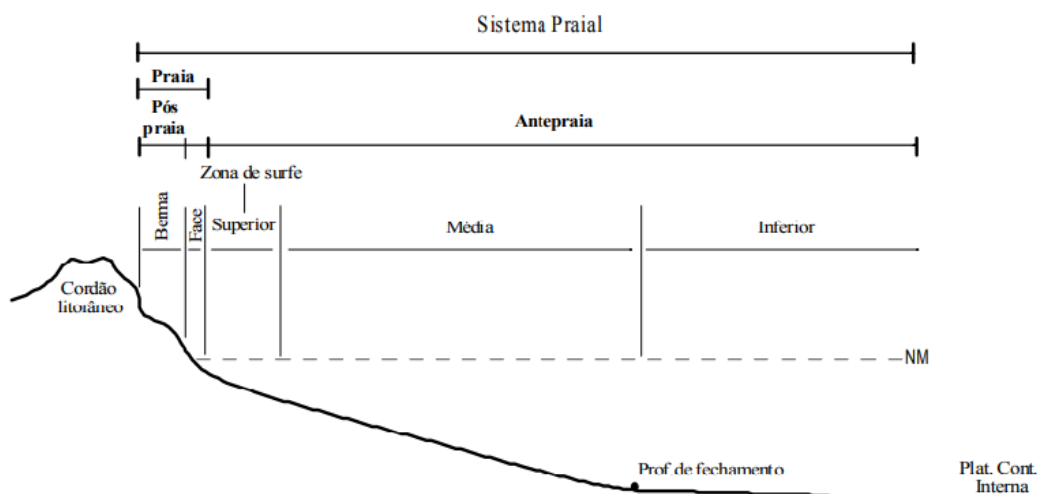 Sistema Praial
Praia
Pós
praia
Antepraia
Zona de surfe
Berma
Face
Superior
Média
Inferior
Cordão
litorâneo
NM
Prof de fechamento
Plat. Cont.
Interna